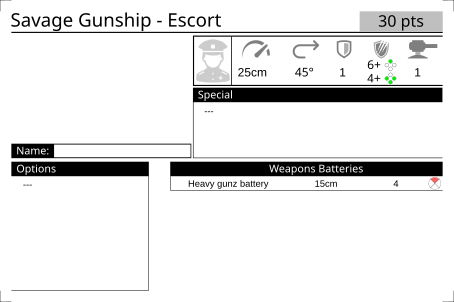 Savage Gunship - Escort 30 pts
25cm 45° 1 6+ 1
4+
Special
---
Name:
Options
---
Weapons Batteries
Heavy gunz battery 15cm 4